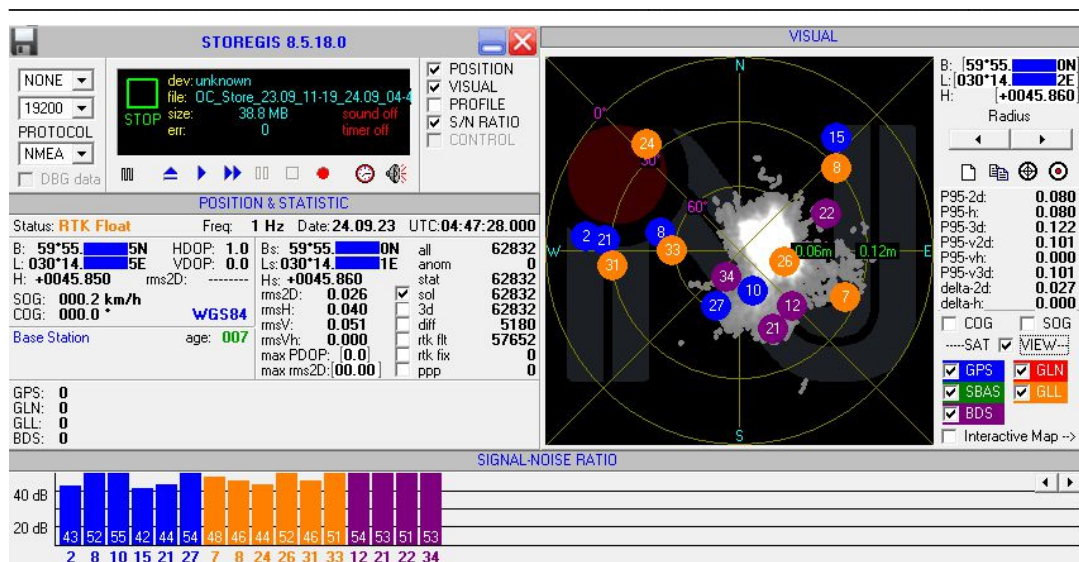 STOREGIS 8.5.18.0
NONE
19200
PROTOCOL
NMEA
DBG data
dev: unknown
file: OC_Store_23.09_11-19_24.09_04-4
size: 38.8 MB sound off
err: 0 timer off
STOP
POSITION
VISUAL
PROFILE
S/N RATIO
CONTROL
POSITION & STATISTIC
Status: RTK Float Freq: 1 Hz Date: 24.09.23 UTC:04:47:28.000
B: 59*55. 5N HDOP: 1.0
L: 030*14. 5E VDOP: 0.0
H: +0045.850 rms2D: --------
SOG: 000.2 km/h
COG: 000.0 * WGS84
Base Station age: 007
Bs: 59*55. 0N
Ls: 030*14. 1E
Hs: +0045.860
rms2D: 0.026
rmsH: 0.040
rmsV: 0.051
rmsVh: 0.000
max PDOP: [0.0]
max rms2D:[00.00]
all 62832
anom 0
stat 62832
sol 62832
3d 62832
diff 5180
rtk flt 57652
rtk fix 0
ppp 0
GPS: 0
GLN: 0
GLL: 0
BDS: 0
VISUAL
N
0°
15
24
30°
8
60°
22
2 21 8
W 33 0.06m 0.12m E
31 26
34
10
27 12 7
21
S
B: [59*55. 0N]
L:[030*14. 2E]
H: [+0045.860]
Radius
P95-2d: 0.080
P95-h: 0.080
P95-3d: 0.122
P95-v2d: 0.101
P95-vh: 0.000
P95-v3d: 0.101
delta-2d: 0.027
delta-h: 0.000
COG SOG
-----SAT VIEW--
GPS GLN
SBAS GLL
BDS
Interactive Map -->
SIGNAL-NOISE RATIO
40 dB
20 dB
43 52 55 42 44 54 48 46 44 52 46 51 54 53 51 53
2 8 10 15 21 27 7 8 24 26 31 33 12 21 22 34